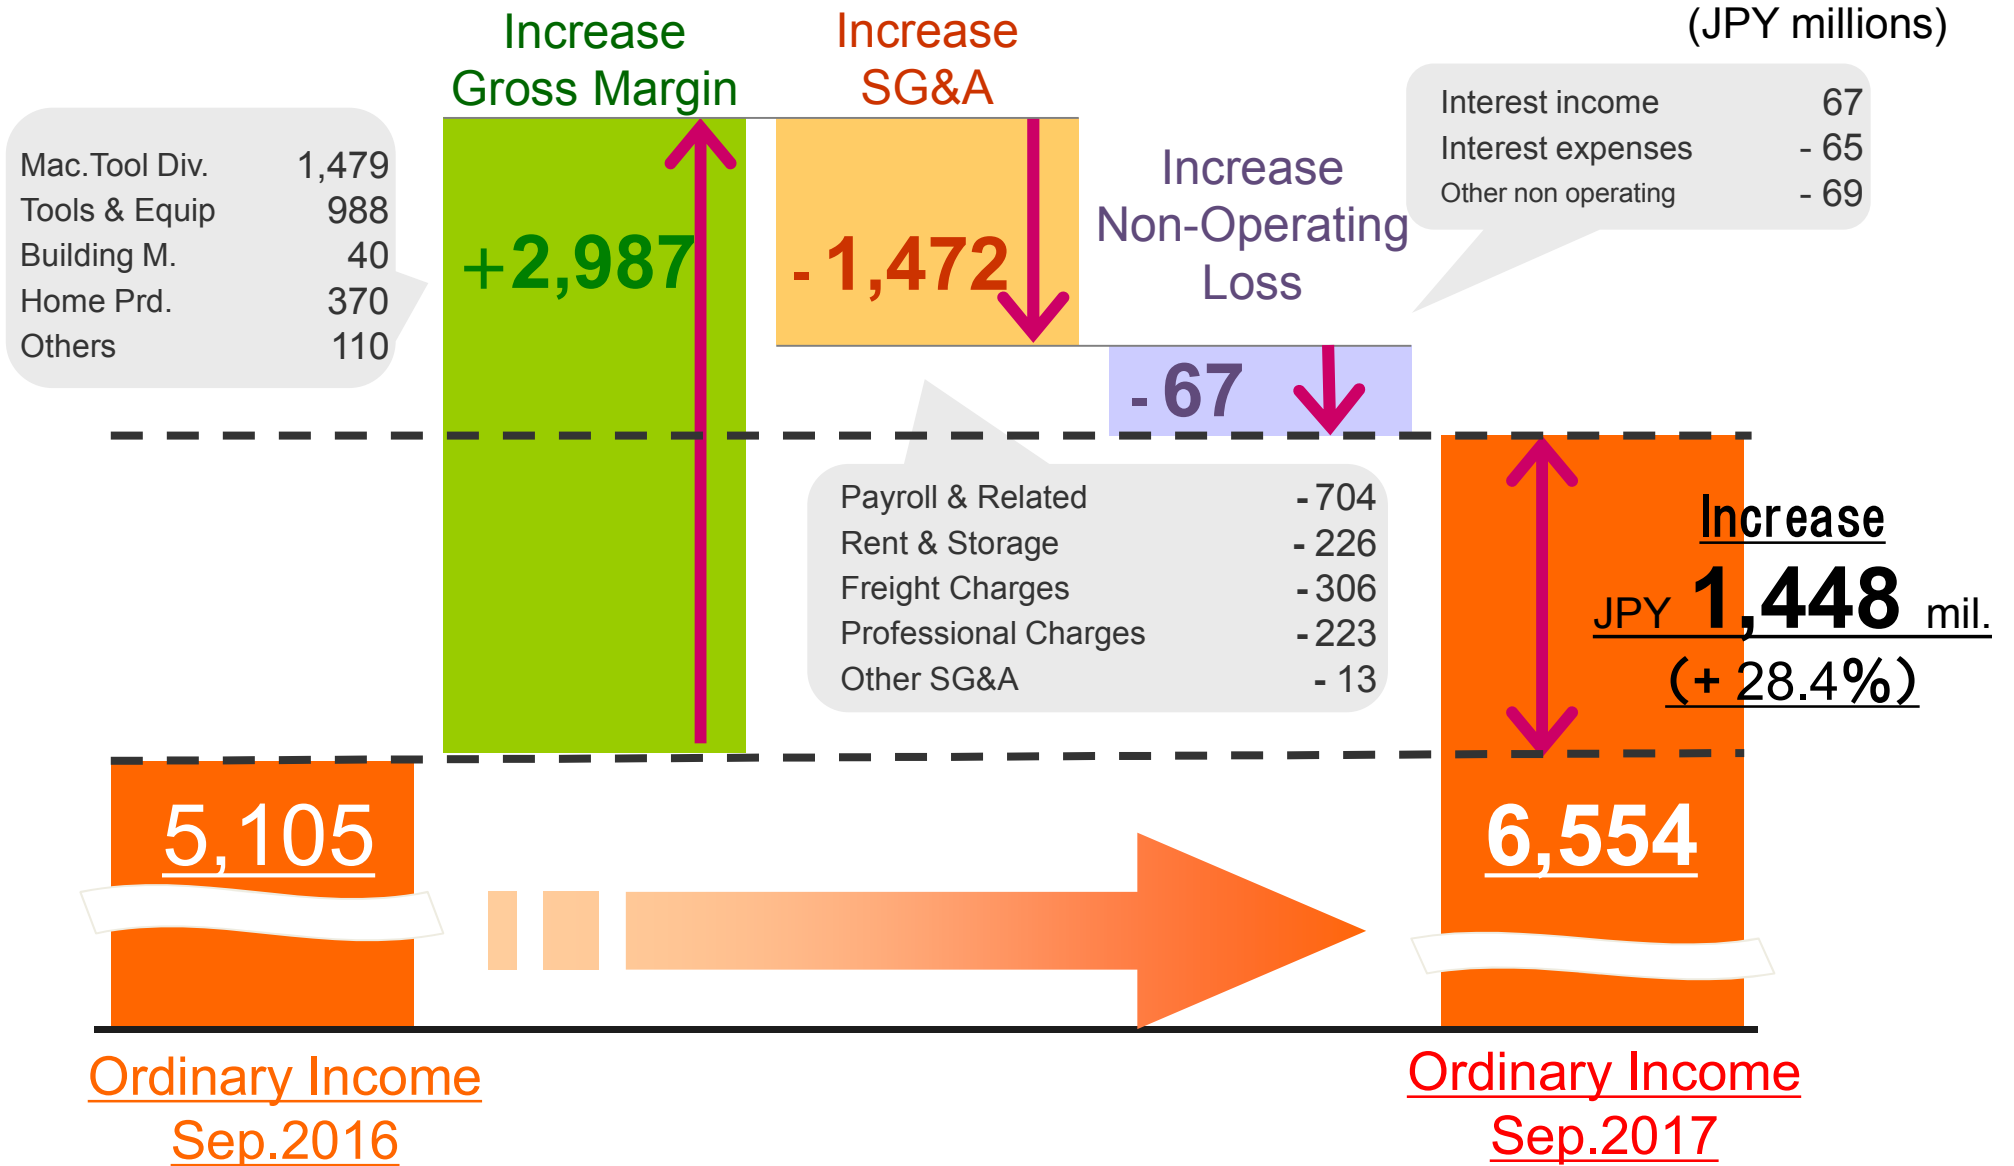 (JPY millions)
Increase
Gross Margin
Increase
SG&A
Increase
Non-Operating
Loss
Mac.Tool Div. 1,479
Tools & Equip 988
Building M. 40
Home Prd. 370
Others 110
+2,987
- 1,472
- 67
Interest income 67
Interest expenses - 65
Other non operating - 69
Payroll & Related - 704
Rent & Storage - 226
Freight Charges - 306
Professional Charges - 223
Other SG&A - 13
Increase
JPY 1,448 mil.
(+ 28.4%)
5,105
6,554
Ordinary Income
Sep.2016
Ordinary Income
Sep.2017